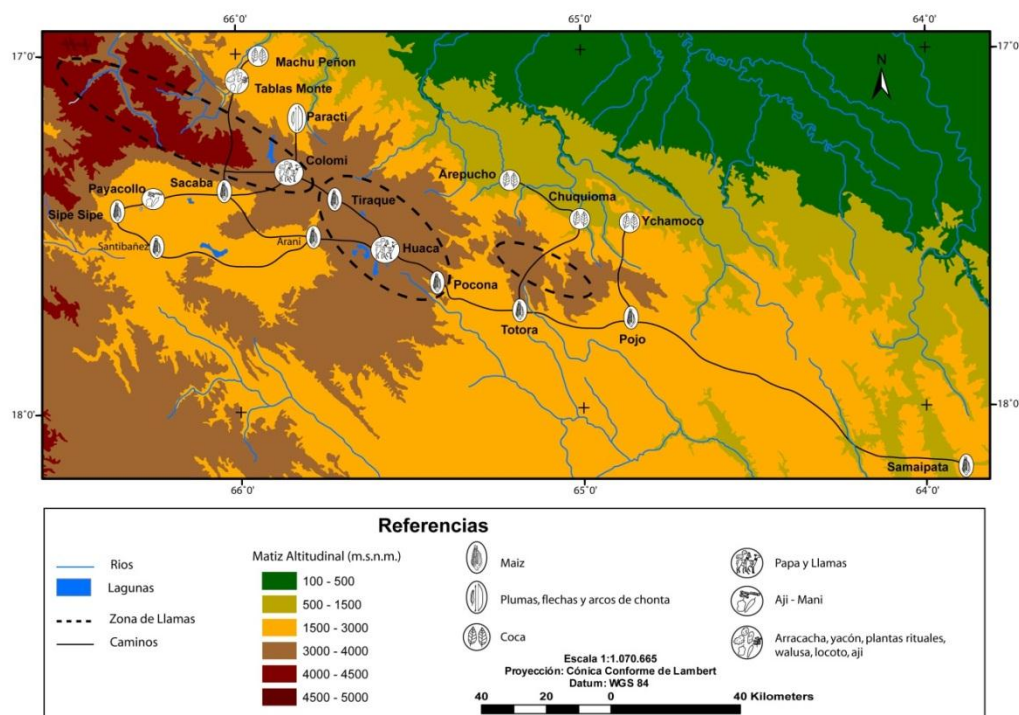 66°0' 65°0' 64°0'
17°0' 17°0'
N
Machu Peñon
Tablas Monte
Paracti
Colomi
Arepucho
Chuquioma
Payacollo
Sacaba
Tiraque
Ychamoco
Sipe Sipe
Santibañez
Arani
Huaca
Pocona
Totora
Pojo
18°0' 18°0'
Samaipata
66°0' 65°0' 64°0'
Referencias
Rios
Lagunas
Zona de Llamas
Caminos
Matiz Altitudinal (m.s.n.m.)
100 - 500
500 - 1500
1500 - 3000
3000 - 4000
4000 - 4500
4500 - 5000
Maiz
Plumas, flechas y arcos de chonta
Coca
Papa y Llamas
Aji - Mani
Arracacha, yacón, plantas rituales,
walusa, locoto, aji
Escala 1:1.070.665
Proyección: Cónica Conforme de Lambert
Datum: WGS 84
40 20 0 40 Kilometers